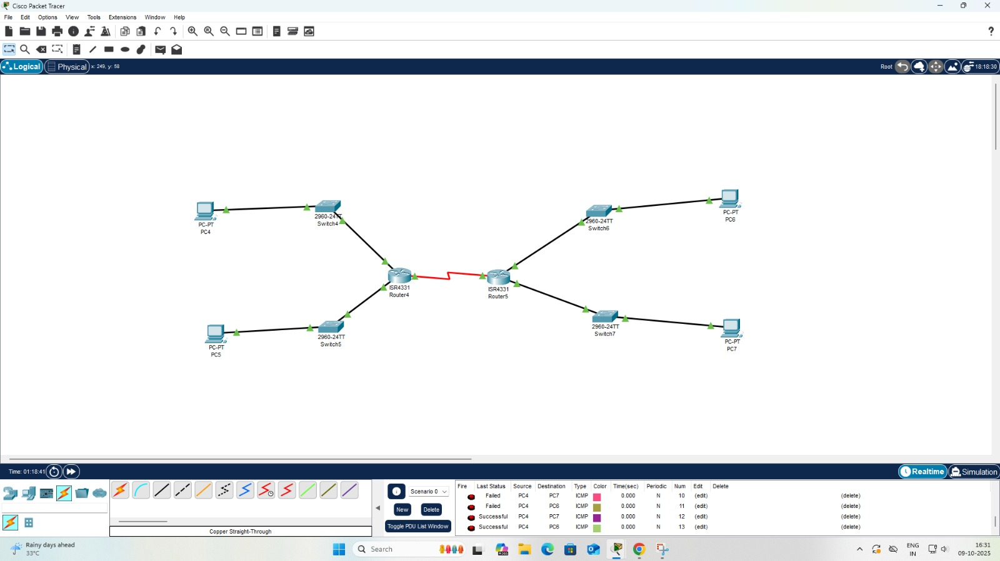 Cisco Packet Tracer
File Edit Options View Tools Extensions Window Help
?
Logical Physical x: 249, y: 58 Root 18:18:30
PC-PT
PC4
2960-24TT
Switch4
2960-24TT
Switch6
PC-PT
PC6
ISR4331
Router4
ISR4331
Router5
PC-PT
PC5
2960-24TT
Switch5
2960-24TT
Switch7
PC-PT
PC7
Time: 01:18:41 Realtime Simulation
Scenario 0
New Delete
Toggle PDU List Window
Copper Straight-Through
Fire Last Status Source Destination Type Color Time(sec) Periodic Num Edit Delete
Failed PC4 PC7 ICMP 0.000 N 10 (edit) (delete)
Failed PC4 PC6 ICMP 0.000 N 11 (edit) (delete)
Successful PC4 PC7 ICMP 0.000 N 12 (edit) (delete)
Successful PC4 PC6 ICMP 0.000 N 13 (edit) (delete)
Rainy days ahead
33°C
Search
M365
ENG
IN
16:31
09-10-2025